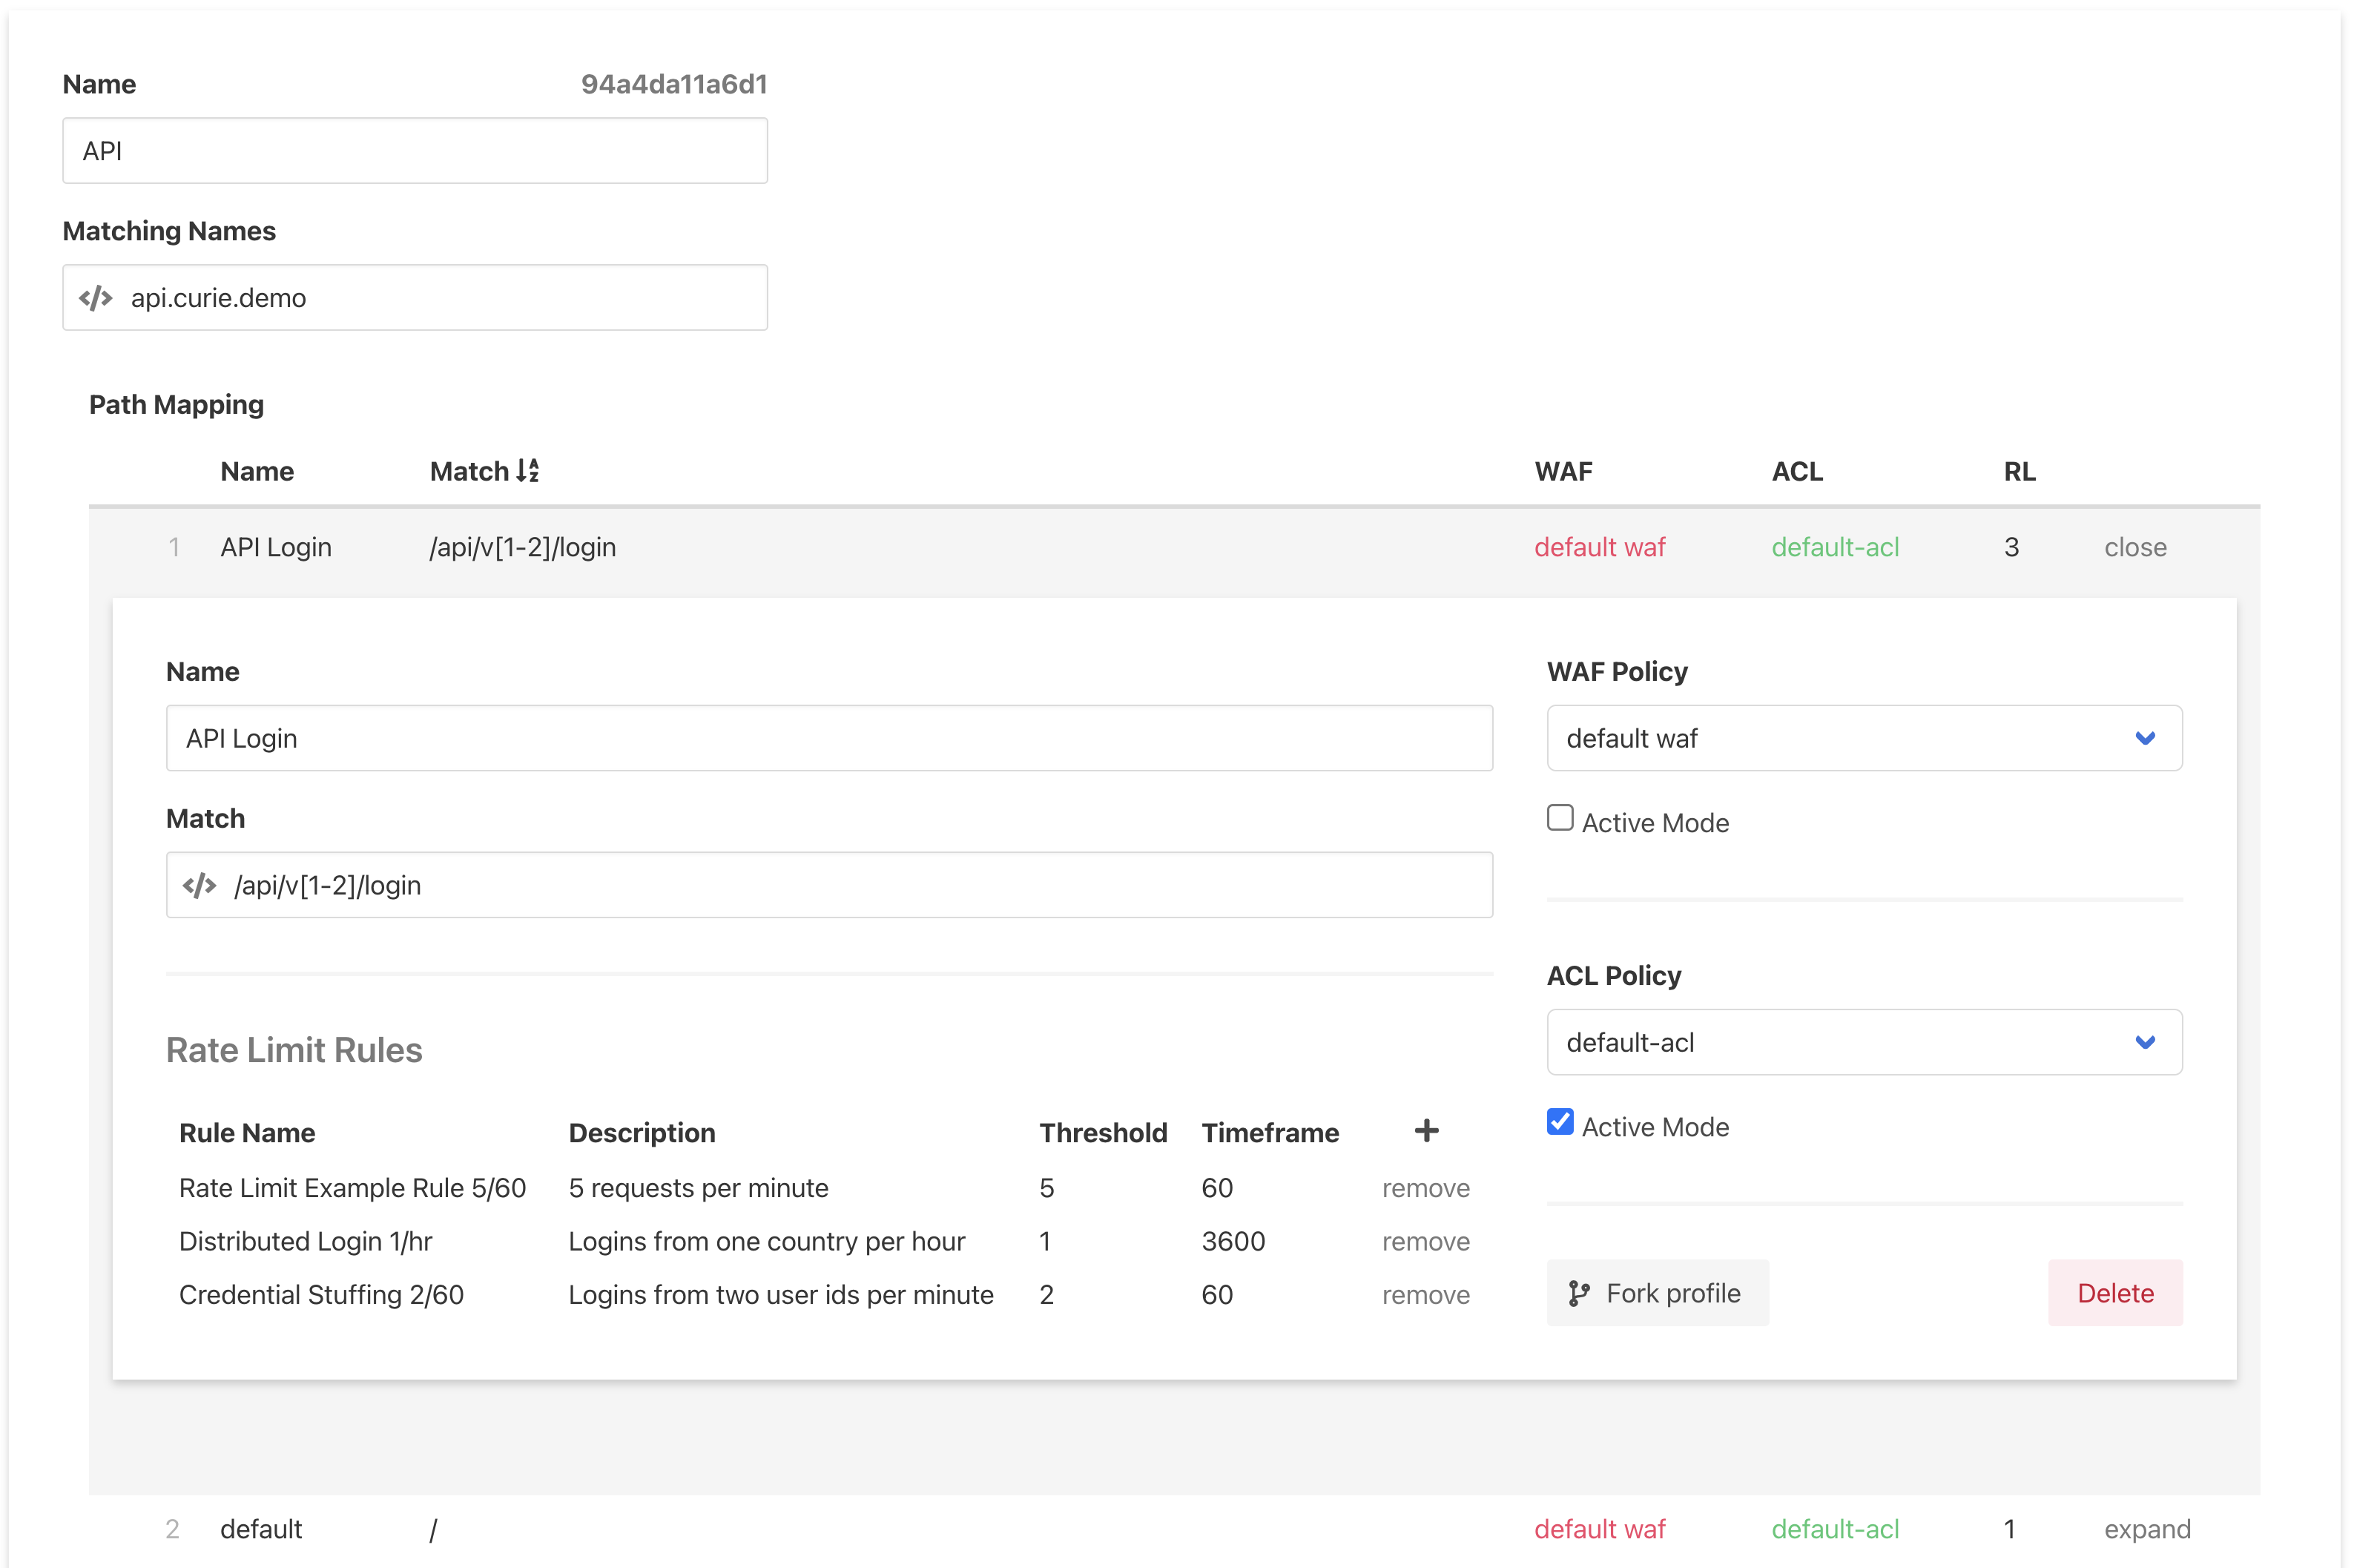 Name 94a4da11a6d1
API
Matching Names
api.curie.demo
Path Mapping
Name Match WAF ACL RL
1 API Login /api/v[1-2]/login default waf default-acl 3 close
Name
API Login
Match
/api/v[1-2]/login
Rate Limit Rules
Rule Name Description Threshold Timeframe +
Rate Limit Example Rule 5/60 5 requests per minute 5 60 remove
Distributed Login 1/hr Logins from one country per hour 1 3600 remove
Credential Stuffing 2/60 Logins from two user ids per minute 2 60 remove
WAF Policy
default waf
Active Mode
ACL Policy
default-acl
Active Mode
Fork profile Delete
2 default / default waf default-acl 1 expand